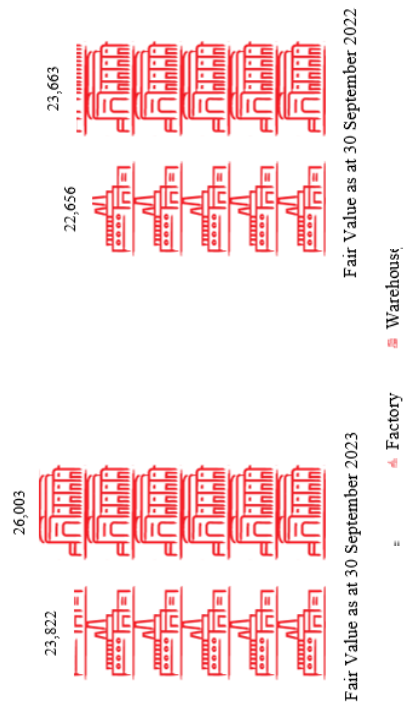 23,822
26,003
22,656
23,663
Fair Value as at 30 September 2023
Fair Value as at 30 September 2022
Factory
Warehouse